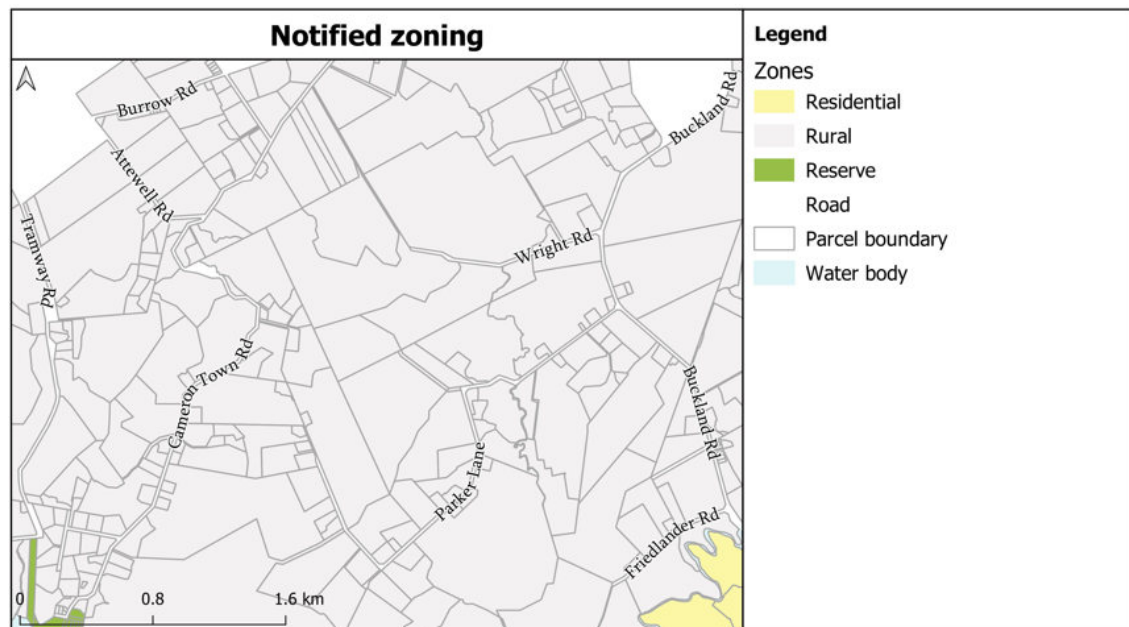 Notified zoning
Legend
Zones
Residential
Rural
Reserve
Road
Parcel boundary
Water body
Buckland Rd
Burrow Rd
Attewell Rd
Tramway Rd
Wright Rd
Cameron Town Rd
Buckland Rd
Parker Lane
Friedlander Rd
0 0.8 1.6 km